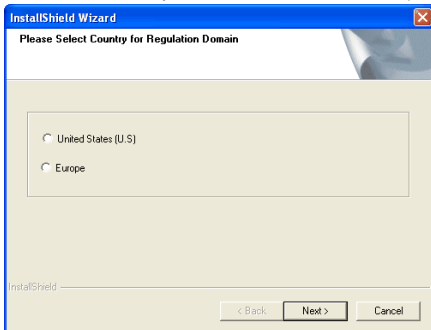 InstallShield Wizard
Please Select Country for Regulation Domain
United States (U.S)
Europe
InstallShield
< Back Next > Cancel